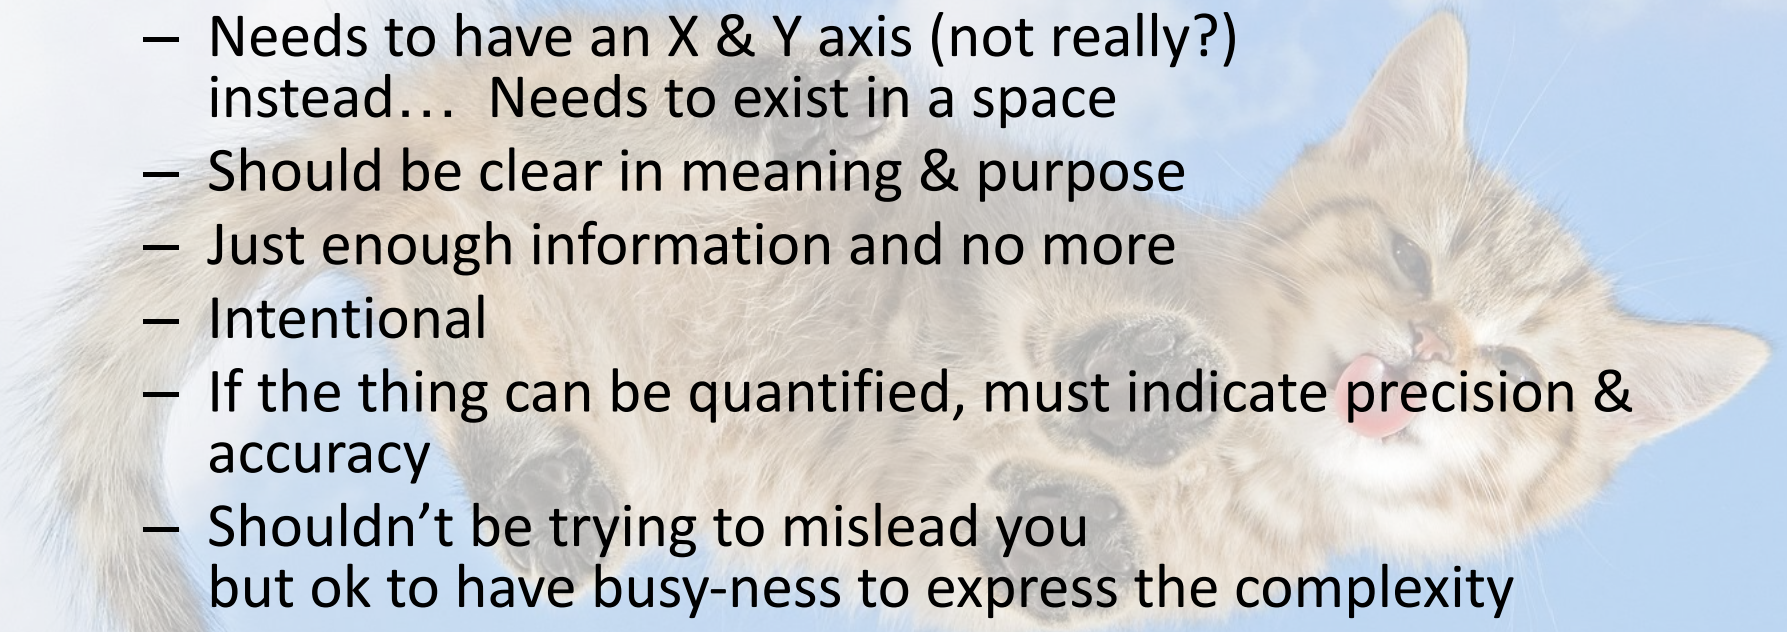 – Needs to have an X & Y axis (not really?)
instead… Needs to exist in a space
– Should be clear in meaning & purpose
– Just enough information and no more
– Intentional
– If the thing can be quantified, must indicate precision &
accuracy
– Shouldn’t be trying to mislead you
but ok to have busy-ness to express the complexity